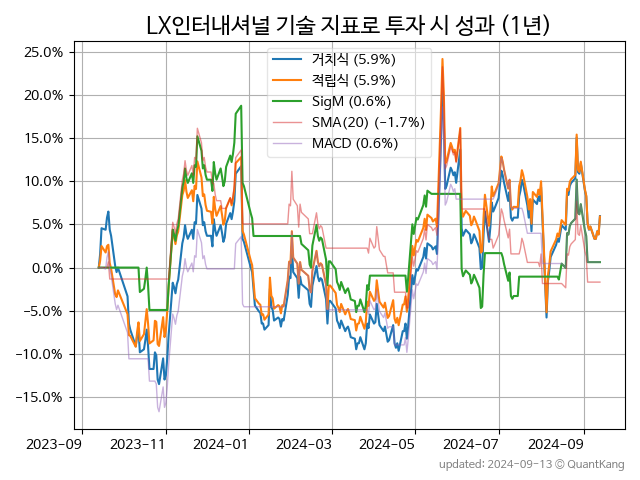 LX인터내셔널 기술 지표로 투자 시 성과 (1년)
거치식 (5.9%)
적립식 (5.9%)
SigM (0.6%)
SMA(20) (−1.7%)
MACD (0.6%)
25.0%
20.0%
15.0%
10.0%
5.0%
0.0%
−5.0%
−10.0%
−15.0%
2023-09 2023-11 2024-01 2024-03 2024-05 2024-07 2024-09
updated: 2024-09-13 © QuantKang